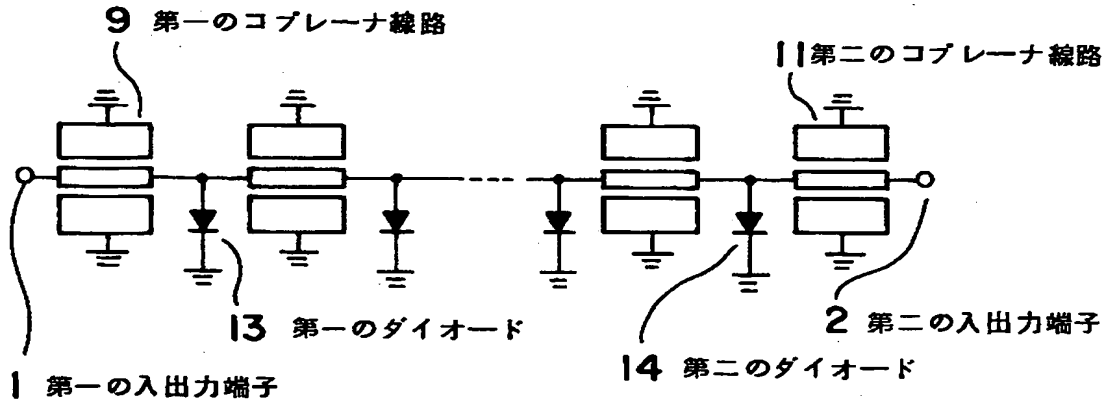 9 第一のコプレーナ線路
11 第二のコプレーナ線路
13 第一のダイオード
2 第二の入出力端子
14 第二のダイオード
1 第一の入出力端子